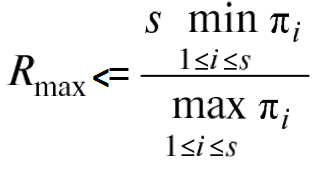 s min π_i
1≤i≤s
R_max <=
max π_i
1≤i≤s